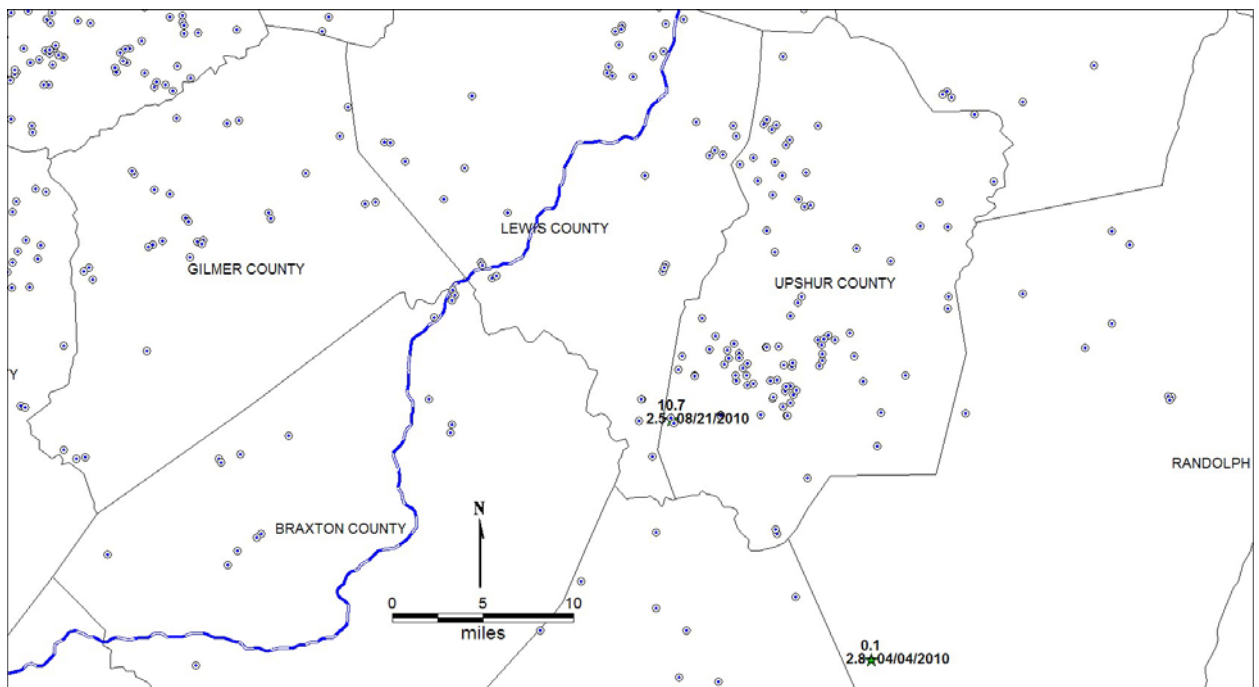 LEWIS COUNTY
GILMER COUNTY
UPSHUR COUNTY
Y
10.7
2.5 08/21/2010
RANDOLPH
N
BRAXTON COUNTY
0 5 10
miles
0.1
2.8 04/04/2010